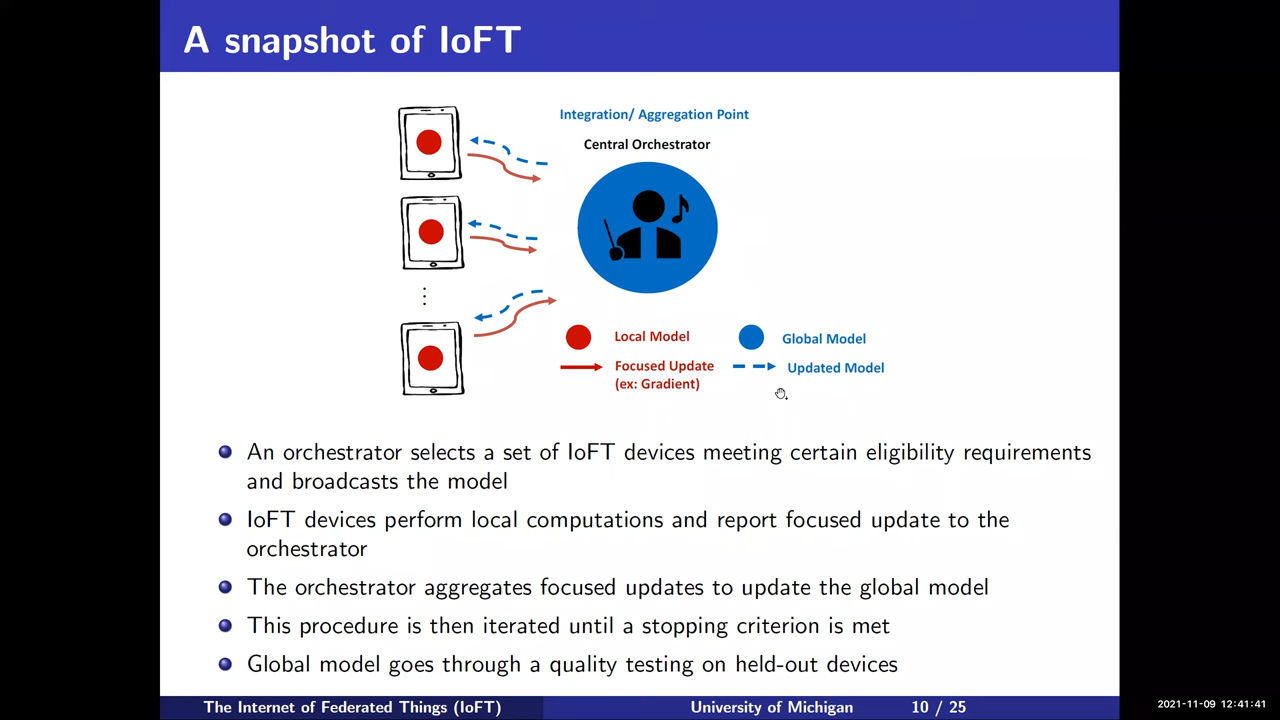 A snapshot of IoFT
Integration/ Aggregation Point
Central Orchestrator
Local Model
Global Model
Focused Update
(ex: Gradient)
Updated Model
An orchestrator selects a set of IoFT devices meeting certain eligibility requirements
and broadcasts the model
IoFT devices perform local computations and report focused update to the
orchestrator
The orchestrator aggregates focused updates to update the global model
This procedure is then iterated until a stopping criterion is met
Global model goes through a quality testing on held-out devices
The Internet of Federated Things (IoFT)
University of Michigan
10 / 25
2021-11-09 12:41:41